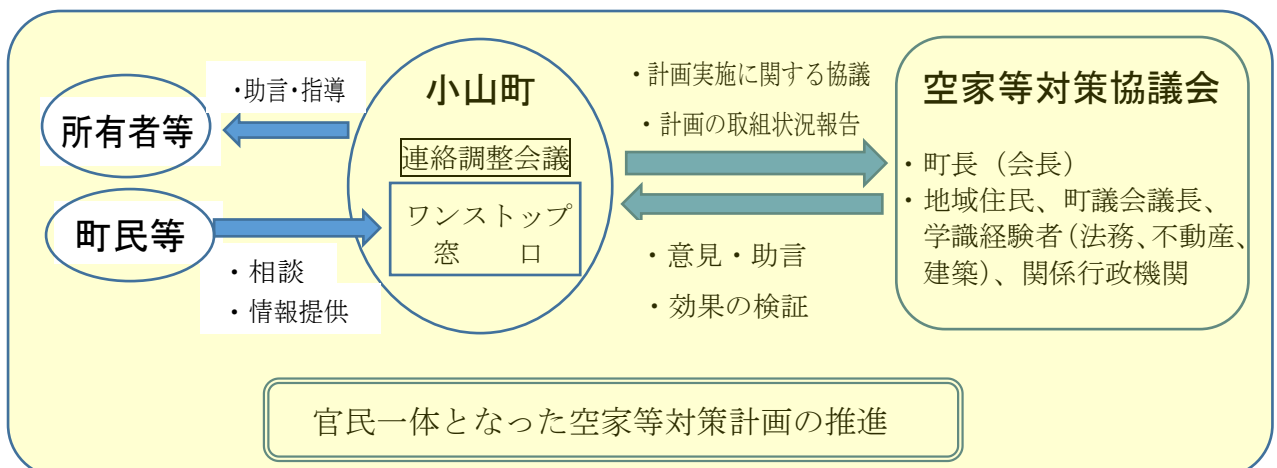 所有者等
・助言・指導
町民等
・相談
・情報提供
小山町
連絡調整会議
ワンストップ
窓　　口
・計画実施に関する協議
・計画の取組状況報告
・意見・助言
・効果の検証
空家等対策協議会
・町長（会長）
・地域住民、町議会議長、
学識経験者（法務、不動産、
建築）、関係行政機関
官民一体となった空家等対策計画の推進